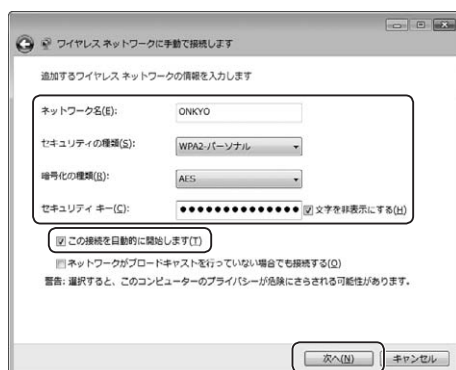 ワイヤレス ネットワークに手動で接続します
追加するワイヤレス ネットワークの情報を入力します
ネットワーク名(E): ONKYO
セキュリティの種類(S): WPA2-パーソナル
暗号化の種類(R): AES
セキュリティ キー(C): ●●●●●●●●●●●●●● 文字を非表示にする(H)
この接続を自動的に開始します(T)
ネットワークがブロードキャストを行っていない場合でも接続する(O)
警告: 選択すると、このコンピューターのプライバシーが危険にさらされる可能性があります。
次へ(N) キャンセル